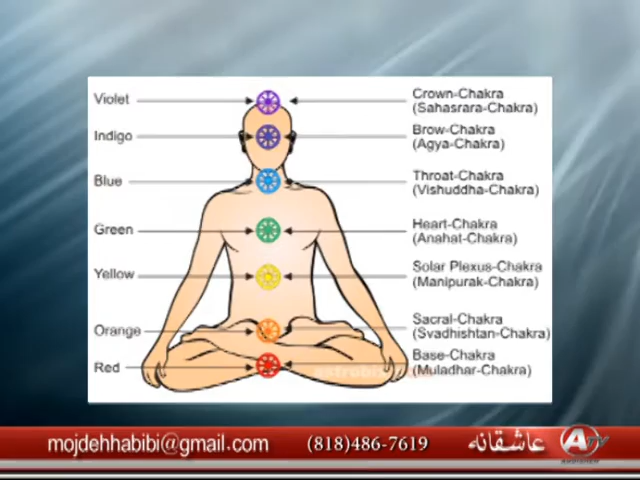 Violet
Crown-Chakra
(Sahasrara-Chakra)
Indigo
Brow-Chakra
(Agya-Chakra)
Blue
Throat-Chakra
(Vishuddha-Chakra)
Green
Heart-Chakra
(Anahat-Chakra)
Yellow
Solar Plexus-Chakra
(Manipurak-Chakra)
Orange
Sacral-Chakra
(Svadhishtan-Chakra)
Red
Base-Chakra
(Muladhar-Chakra)
mojdehhabibi@gmail.com
(818)486-7619
عاشقانه
ATV